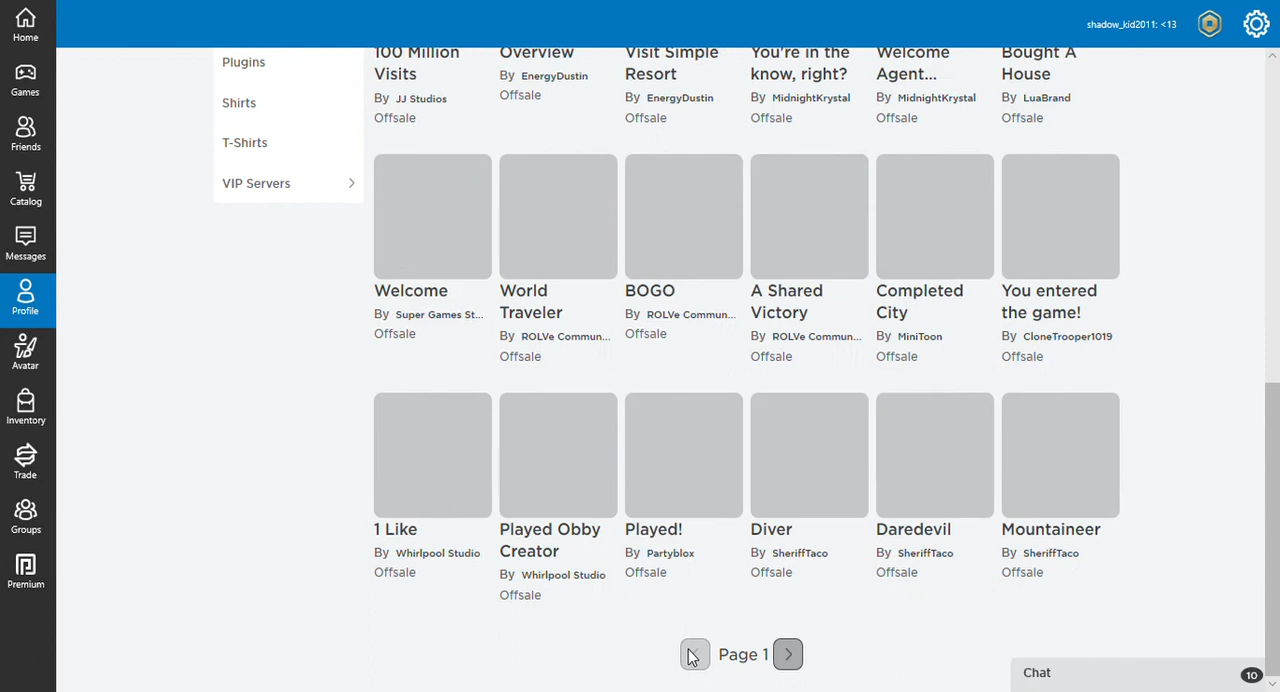 shadow_kid2011: <13
Home
Games
Friends
Catalog
Messages
Profile
Avatar
Inventory
Trade
Groups
Premium
Plugins
Shirts
T-Shirts
VIP Servers
100 Million
Visits
By JJ Studios
Offsale
Overview
By EnergyDustin
Offsale
Visit Simple
Resort
By EnergyDustin
Offsale
You're in the
know, right?
By MidnightKrystal
Offsale
Welcome
Agent...
By MidnightKrystal
Offsale
Bought A
House
By LuaBrand
Offsale
Welcome
By Super Games St...
Offsale
World
Traveler
By ROLVe Commun...
Offsale
BOGO
By ROLVe Commun...
Offsale
A Shared
Victory
By ROLVe Commun...
Offsale
Completed
City
By MiniToon
Offsale
You entered
the game!
By CloneTrooper1019
Offsale
1 Like
By Whirlpool Studio
Offsale
Played Obby
Creator
By Whirlpool Studio
Offsale
Played!
By Partyblox
Offsale
Diver
By SheriffTaco
Offsale
Daredevil
By SheriffTaco
Offsale
Mountaineer
By SheriffTaco
Offsale
Page 1
Chat
10